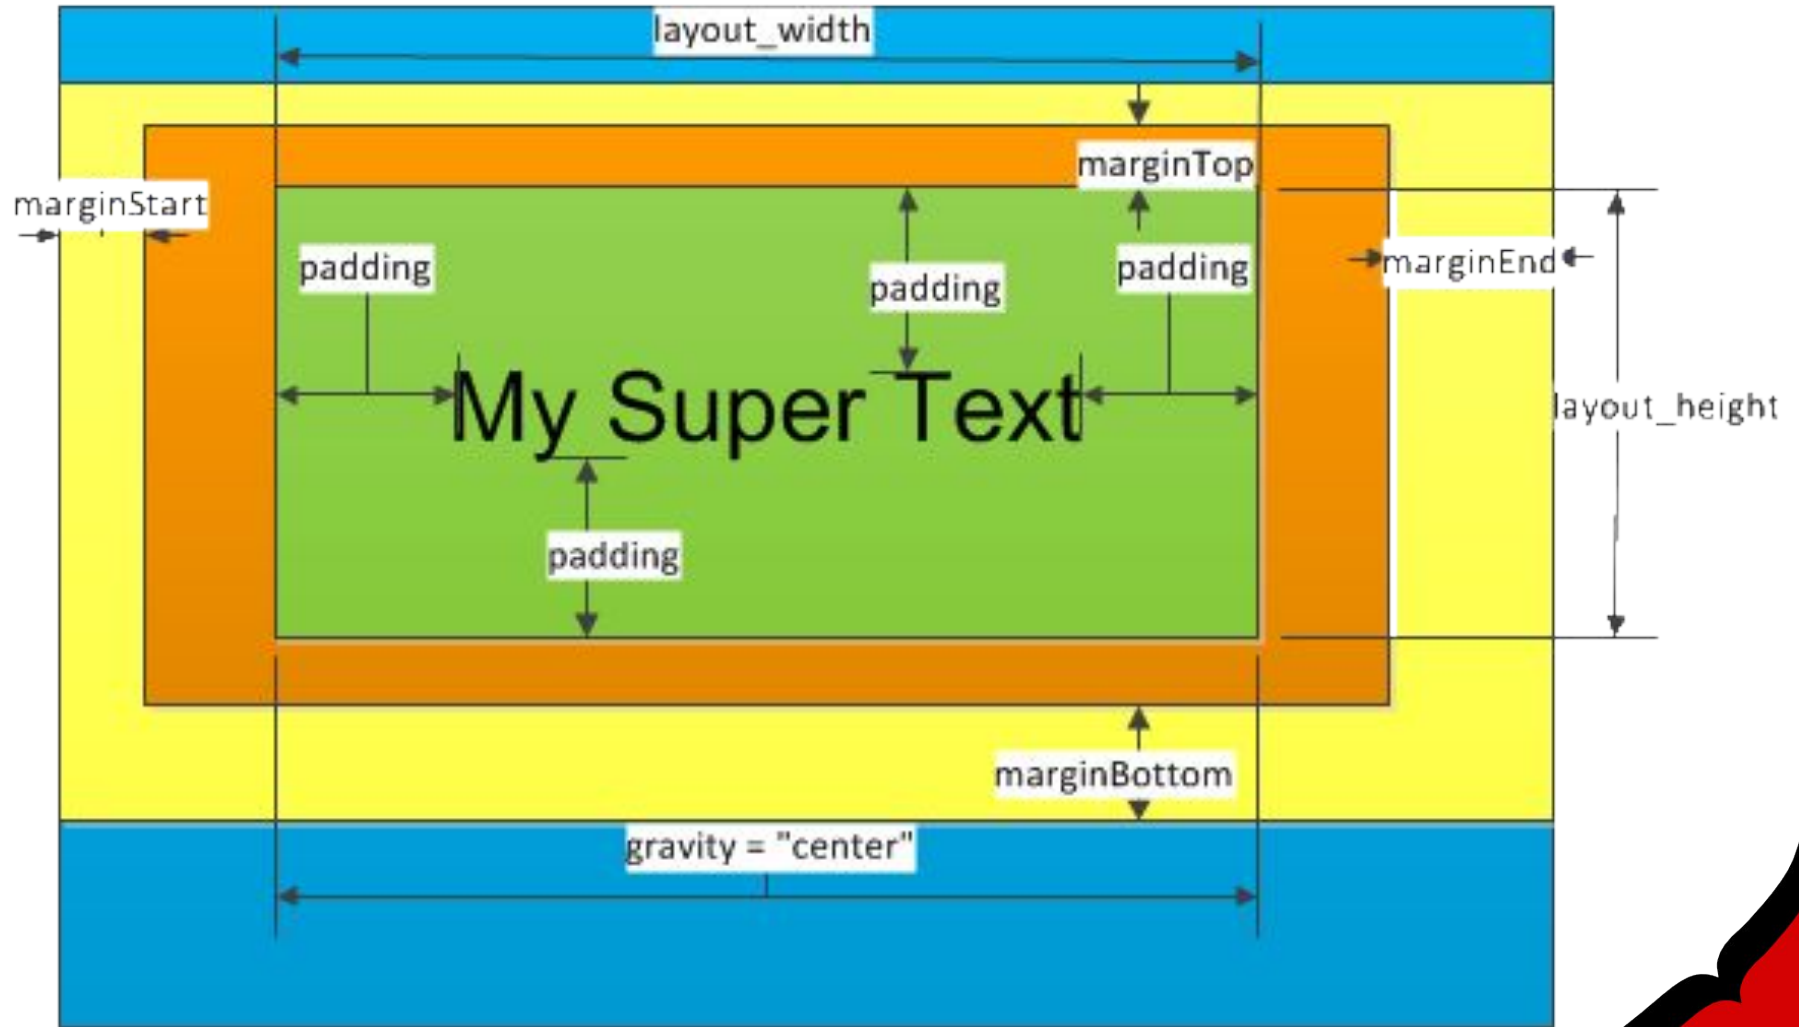 layout_width
marginTop
marginStart
padding
padding
padding
marginEnd
My Super Text
layout_height
padding
marginBottom
gravity = "center"